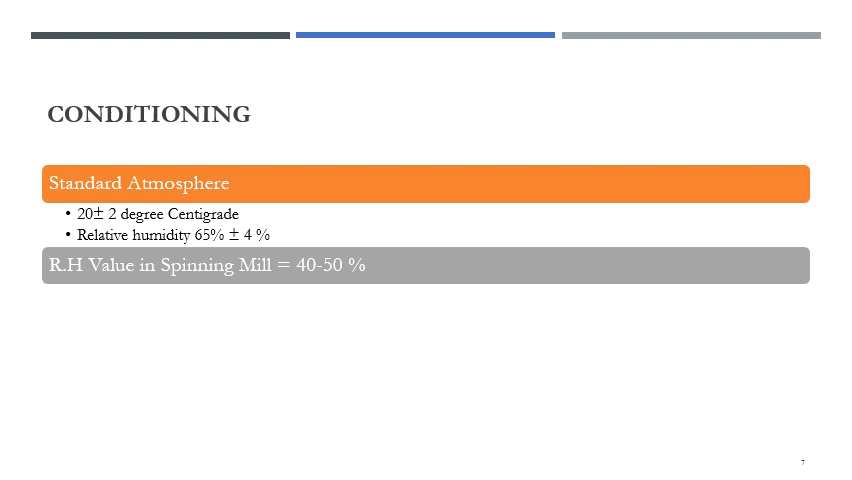 CONDITIONING
Standard Atmosphere
• 20± 2 degree Centigrade
• Relative humidity 65% ± 4 %
R.H Value in Spinning Mill = 40-50 %
7